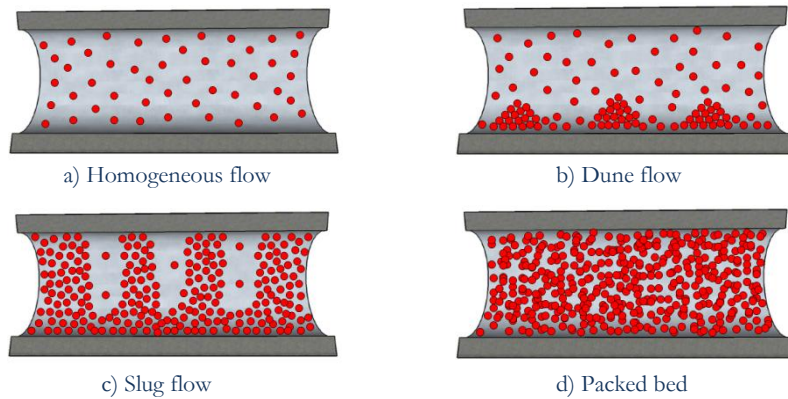 a) Homogeneous flow
b) Dune flow
c) Slug flow
d) Packed bed